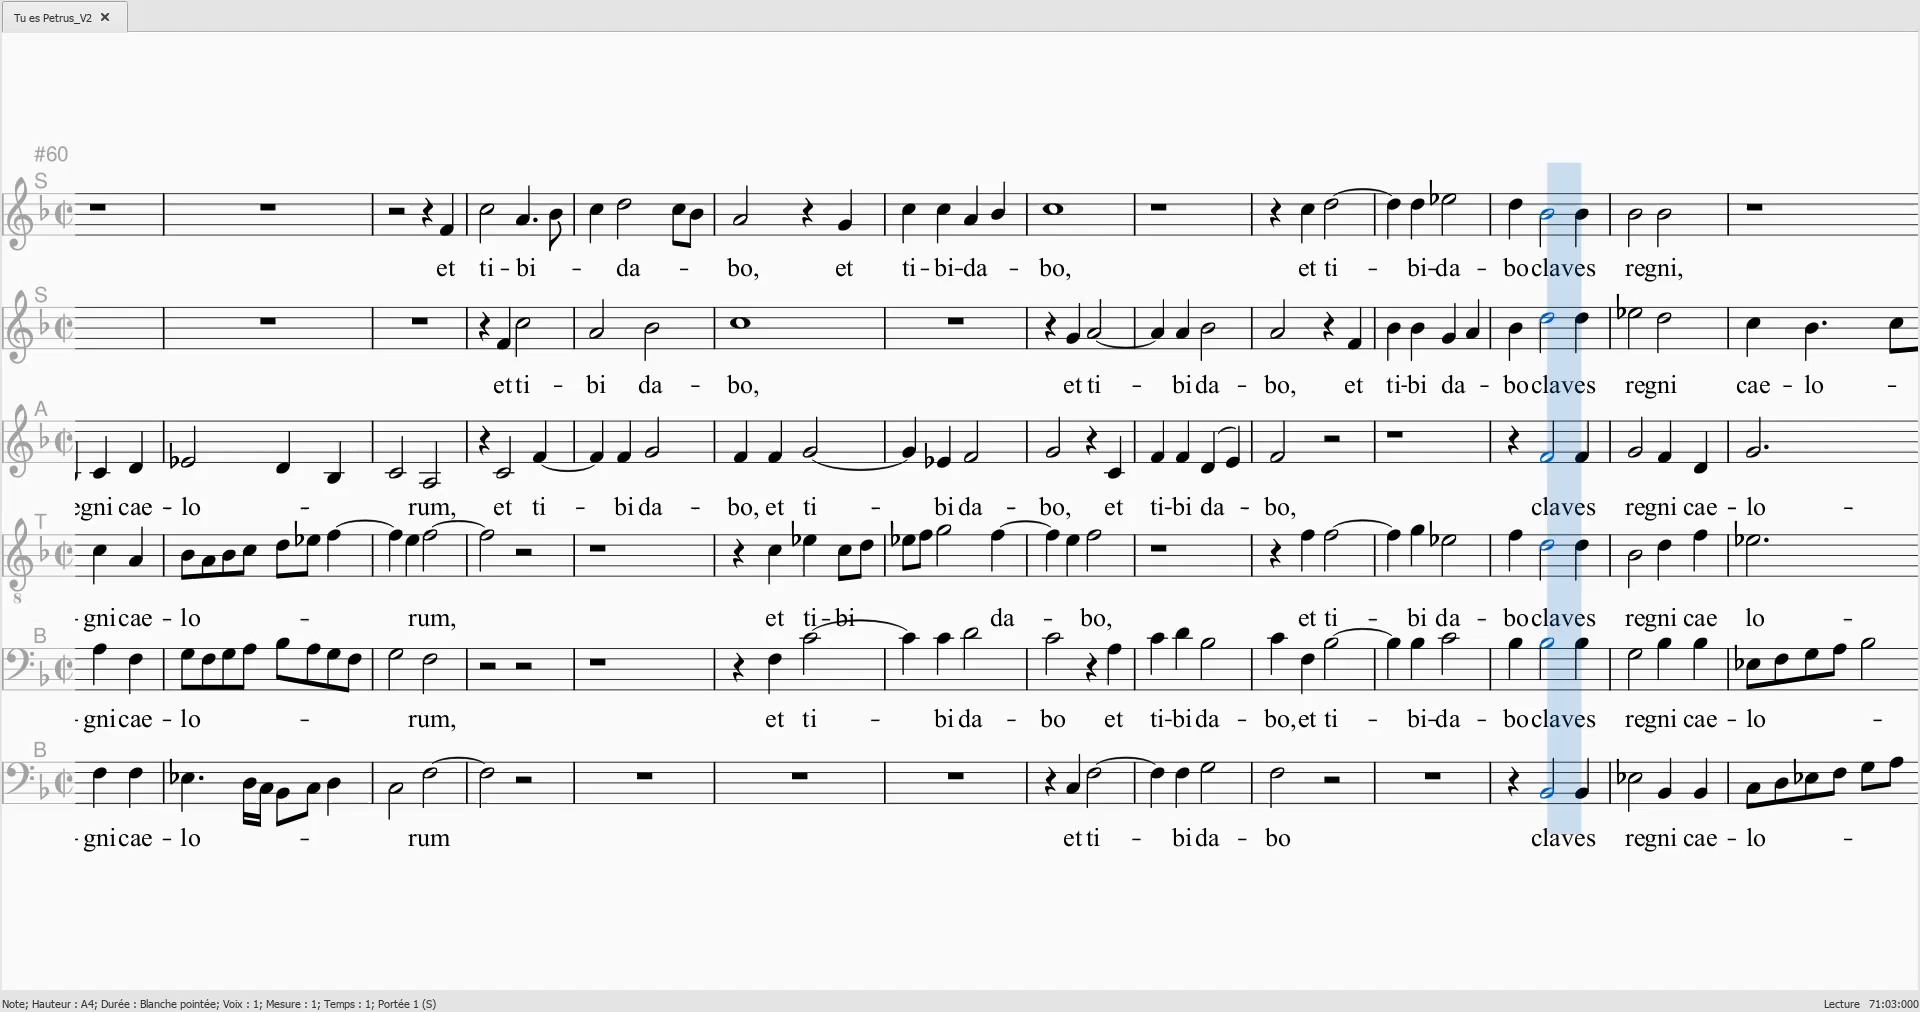 Tu es Petrus_V2
#60
S
et ti - bi - da - bo, et ti - bi - da - bo, et ti - bi - da - bo claves regni,
S
et ti - bi da - bo, et ti - bi da - bo, et ti - bi da - bo claves regni cae - lo -
A
egni cae - lo - rum, et ti - bi da - bo, et ti - bi da - bo, et ti - bi da - bo, claves regni cae - lo -
T
8
- gni cae - lo - rum, et ti - bi da - bo, et ti - bi da - bo claves regni cae lo -
B
- gni cae - lo - rum, et ti - bi da - bo et ti - bi da - bo, et ti - bi - da - bo claves regni cae - lo -
B
- gni cae - lo - rum et ti - bi da - bo claves regni cae - lo -
Note; Hauteur : A4; Durée : Blanche pointée; Voix : 1; Mesure : 1; Temps : 1; Portée 1 (S) Lecture 71:03:000